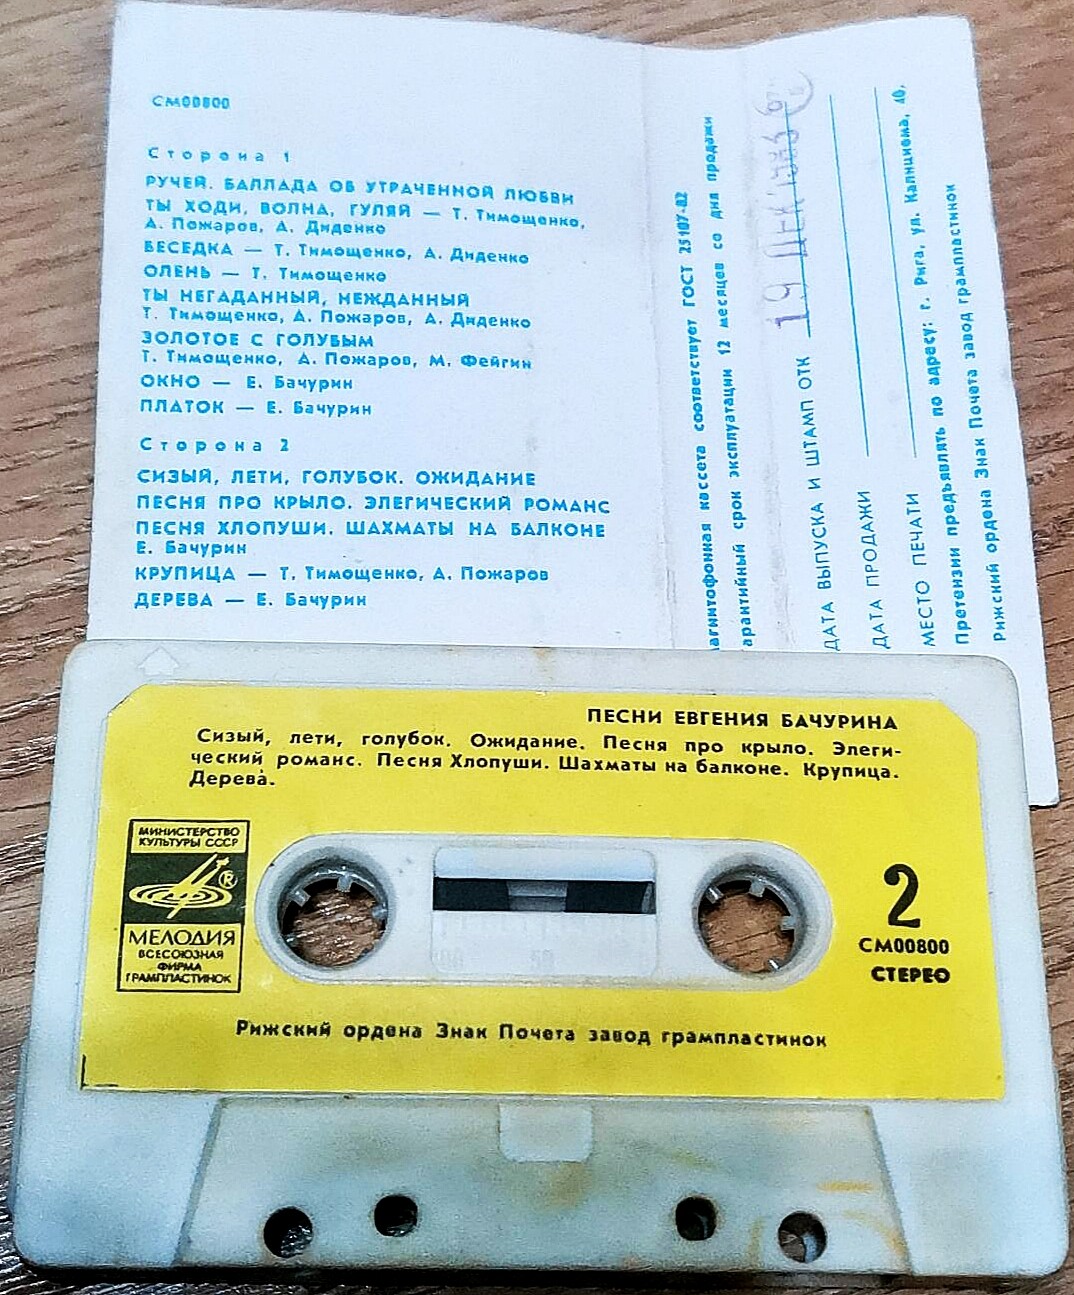 СМ00800
Сторона 1
РУЧЕЙ. БАЛЛАДА ОБ УТРАЧЕННОЙ ЛЮБВИ
ТЫ ХОДИ, ВОЛНА, ГУЛЯЙ — Т. Тимощенко,
А. Пожаров, А. Диденко
БЕСЕДКА — Т. Тимощенко, А. Диденко
ОЛЕНЬ — Т. Тимощенко
ТЫ НЕГАДАННЫЙ, НЕЖДАННЫЙ
Т. Тимощенко, А. Пожаров, А. Диденко
ЗОЛОТОЕ С ГОЛУБЫМ
Т. Тимощенко, А. Пожаров, М. Фейгин
ОКНО — Е. Бачурин
ПЛАТОК — Е. Бачурин
Сторона 2
СИЗЫЙ, ЛЕТИ, ГОЛУБОК. ОЖИДАНИЕ
ПЕСНЯ ПРО КРЫЛО. ЭЛЕГИЧЕСКИЙ РОМАНС
ПЕСНЯ ХЛОПУШИ. ШАХМАТЫ НА БАЛКОНЕ
Е. Бачурин
КРУПИЦА — Т. Тимощенко, А. Пожаров
ДЕРЕВА — Е. Бачурин
агнитофонная кассета соответствует ГОСТ 25107-82
арантийный срок эксплуатации 12 месяцев со дня продажи
ДАТА ВЫПУСКА И ШТАМП ОТК 19 ДЕК 198
ДАТА ПРОДАЖИ
МЕСТО ПЕЧАТИ
Претензии предъявлять по адресу: г. Рига, ул. Калнциема, 40,
Рижский ордена Знак Почета завод грампластинок
ПЕСНИ ЕВГЕНИЯ БАЧУРИНА
Сизый, лети, голубок. Ожидание. Песня про крыло. Элеги-
ческий романс. Песня Хлопуши. Шахматы на балконе. Крупица.
Дерева.
МИНИСТЕРСТВО
КУЛЬТУРЫ СССР
®
МЕЛОДИЯ
ВСЕСОЮЗНАЯ
ФИРМА
ГРАМПЛАСТИНОК
2
СМ00800
СТЕРЕО
50
Рижский ордена Знак Почета завод грампластинок